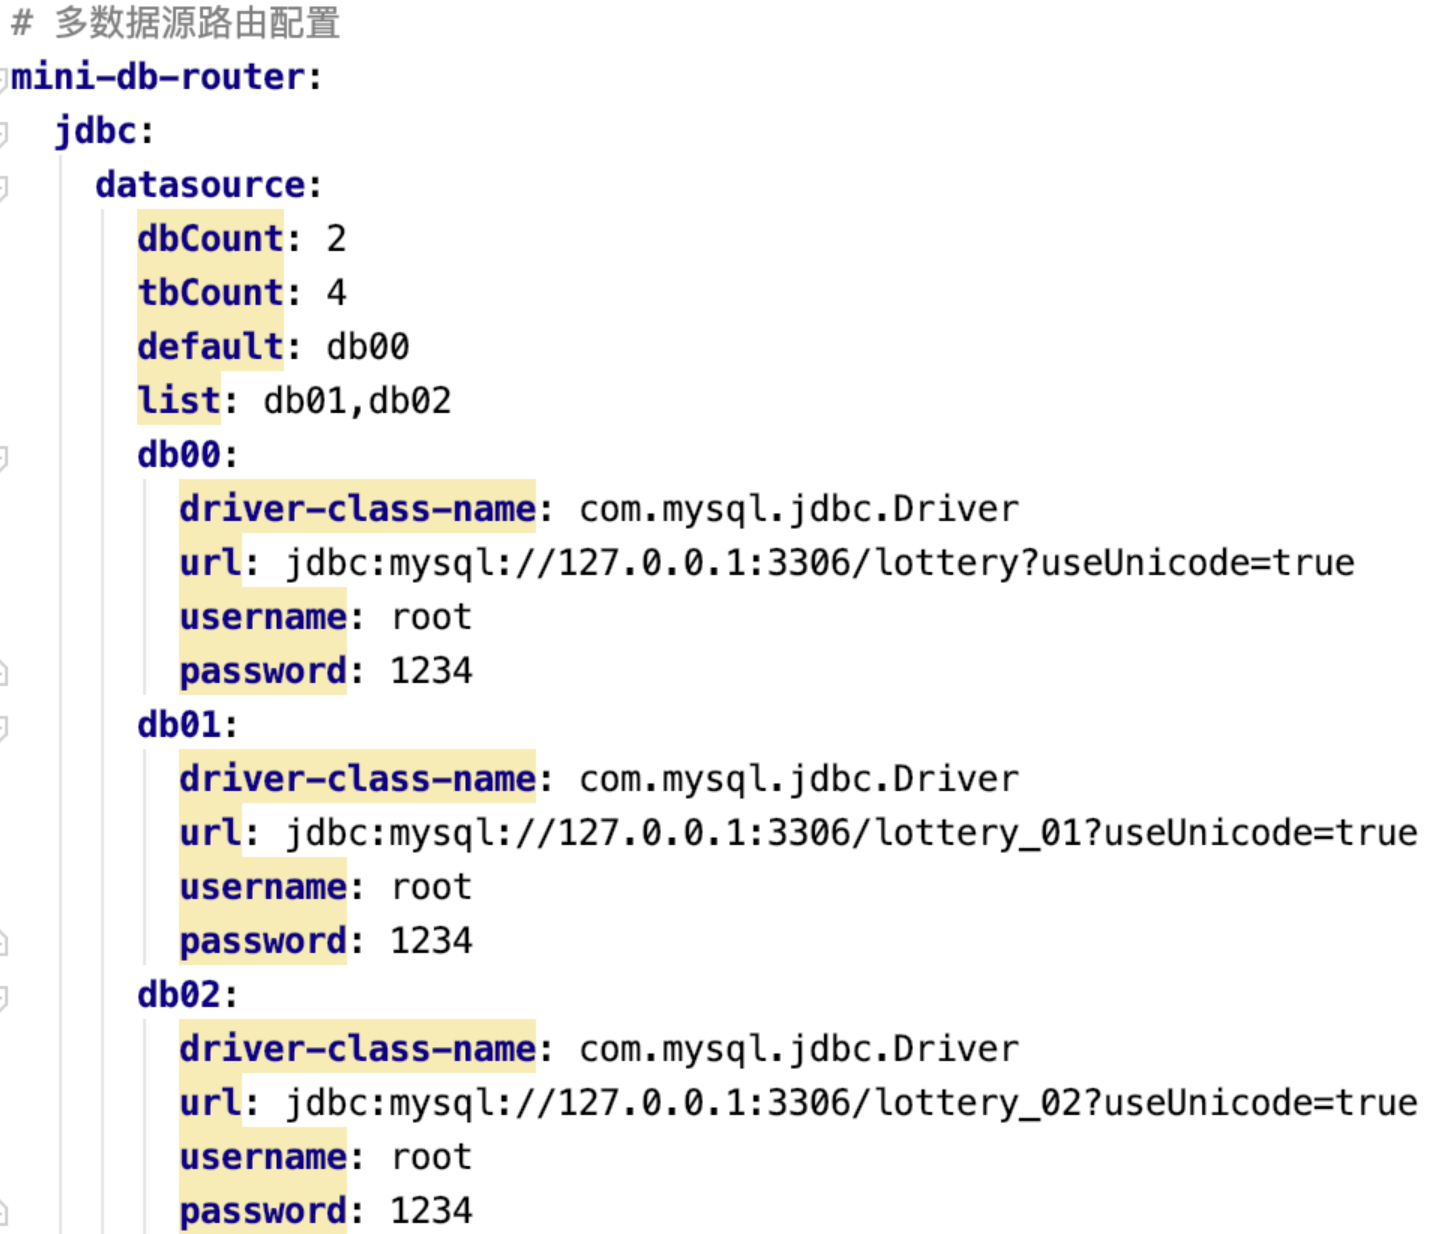 # 多数据源路由配置
mini-db-router:
jdbc:
datasource:
dbCount: 2
tbCount: 4
default: db00
list: db01,db02
db00:
driver-class-name: com.mysql.jdbc.Driver
url: jdbc:mysql://127.0.0.1:3306/lottery?useUnicode=true
username: root
password: 1234
db01:
driver-class-name: com.mysql.jdbc.Driver
url: jdbc:mysql://127.0.0.1:3306/lottery_01?useUnicode=true
username: root
password: 1234
db02:
driver-class-name: com.mysql.jdbc.Driver
url: jdbc:mysql://127.0.0.1:3306/lottery_02?useUnicode=true
username: root
password: 1234